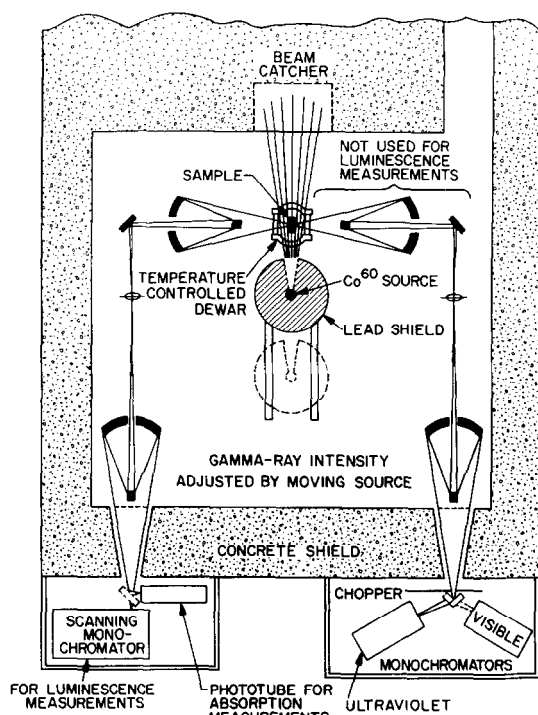 BEAM
CATCHER
NOT USED FOR
LUMINESCENCE
MEASUREMENTS
SAMPLE
TEMPERATURE
CONTROLLED
DEWAR
Co⁶⁰ SOURCE
LEAD SHIELD
GAMMA-RAY INTENSITY
ADJUSTED BY MOVING SOURCE
CONCRETE SHIELD
CHOPPER
SCANNING
MONO-
CHROMATOR
VISIBLE
MONOCHROMATORS
FOR LUMINESCENCE
MEASUREMENTS
PHOTOTUBE FOR
ABSORPTION
MEASUREMENTS
ULTRAVIOLET